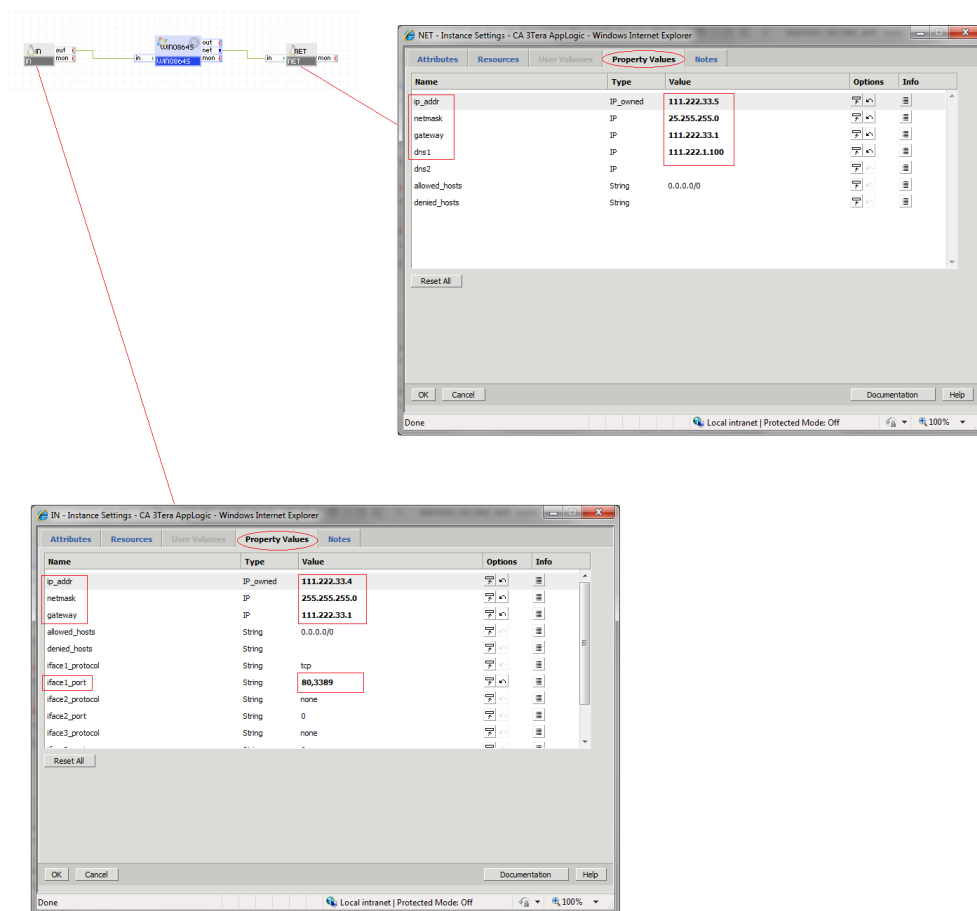 IN out
IN mon
WIN0864S out
net
in WIN0864S mon
NET
in NET mon
NET - Instance Settings - CA 3Tera AppLogic - Windows Internet Explorer
Attributes Resources User Volumes Property Values Notes
Name Type Value Options Info
ip_addr IP_owned 111.222.33.5
netmask IP 25.255.255.0
gateway IP 111.222.33.1
dns1 IP 111.222.1.100
dns2 IP
allowed_hosts String 0.0.0.0/0
denied_hosts String
Reset All
OK Cancel Documentation Help
Done Local intranet | Protected Mode: Off 100%
IN - Instance Settings - CA 3Tera AppLogic - Windows Internet Explorer
Attributes Resources User Volumes Property Values Notes
Name Type Value Options Info
ip_addr IP_owned 111.222.33.4
netmask IP 255.255.255.0
gateway IP 111.222.33.1
allowed_hosts String 0.0.0.0/0
denied_hosts String
iface1_protocol String tcp
iface1_port String 80,3389
iface2_protocol String none
iface2_port String 0
iface3_protocol String none
Reset All
OK Cancel Documentation Help
Done Local intranet | Protected Mode: Off 100%